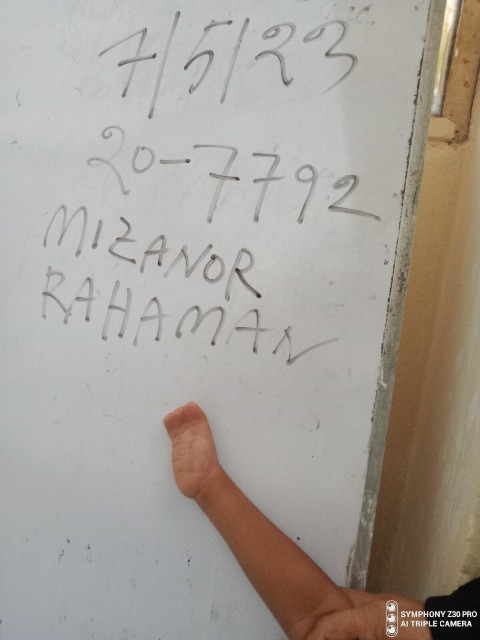 7/5/23
20-7792
MIZANOR
RAHAMAN
SYMPHONY Z30 PRO
AI TRIPLE CAMERA